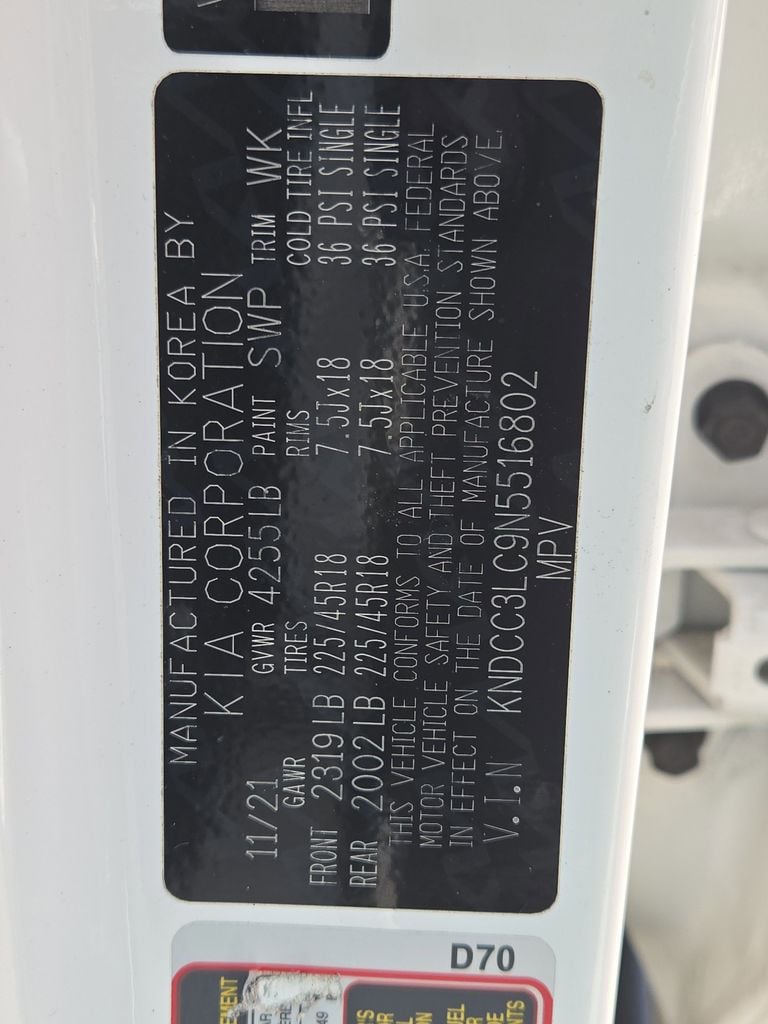 MANUFACTURED IN KOREA BY
KIA CORPORATION
11/21 GVWR 4255LB PAINT SWP TRIM WK
GAWR TIRES RIMS COLD TIRE INFL
FRONT 2319LB 225/45R18 7.5Jx18 36 PSI SINGLE
REAR 2002LB 225/45R18 7.5Jx18 36 PSI SINGLE
THIS VEHICLE CONFORMS TO ALL APPLICABLE U.S.A. FEDERAL
MOTOR VEHICLE SAFETY AND THEFT PREVENTION STANDARDS
IN EFFECT ON THE DATE OF MANUFACTURE SHOWN ABOVE.
V.I.N KNDCC3LC9N5516802
MPV
D70